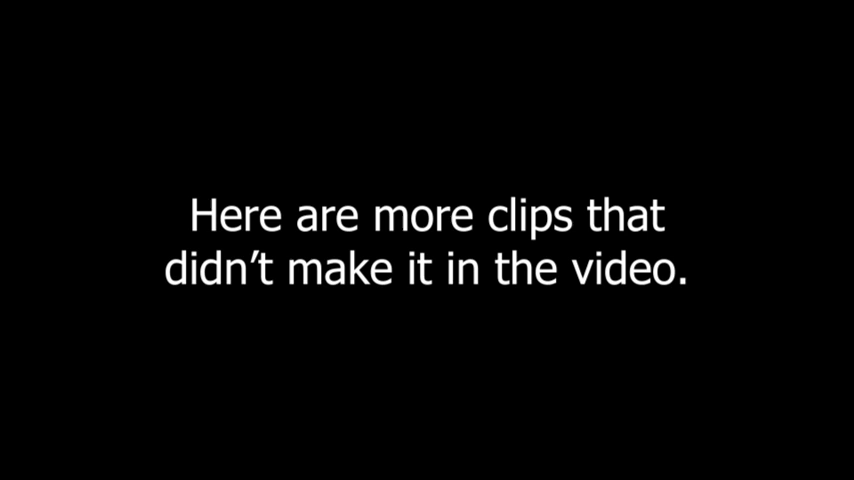 Here are more clips that
didn’t make it in the video.